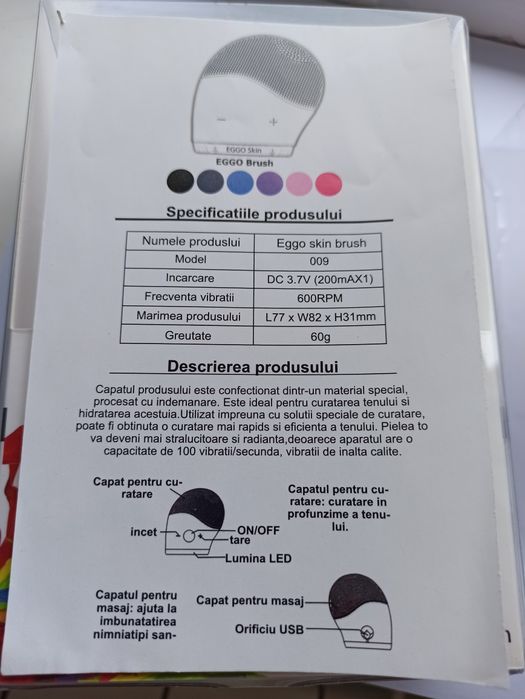 EGGO Skin
EGGO Brush
Specificatiile produsului
Numele produslui Eggo skin brush
Model 009
Incarcare DC 3.7V (200mAX1)
Frecventa vibratii 600RPM
Marimea produsului L77 x W82 x H31mm
Greutate 60g
Descrierea produsului
Capatul produsului este confectionat dintr-un material special,
procesat cu indemanare. Este ideal pentru curatarea tenului si
hidratarea acestuia.Utilizat impreuna cu solutii speciale de curatare,
poate fi obtinuta o curatare mai rapids si eficienta a tenului. Pielea to
va deveni mai stralucitoare si radianta,deoarece aparatul are o
capacitate de 100 vibratii/secunda, vibratii de inalta calite.
Capat pentru cu-
ratare
incet
ON/OFF
tare
Lumina LED
Capatul pentru cu-
ratare: curatare in
profunzime a tenu-
lui.
Capatul pentru
masaj: ajuta la
imbunatatirea
nimniatipi san-
Capat pentru masaj
Orificiu USB